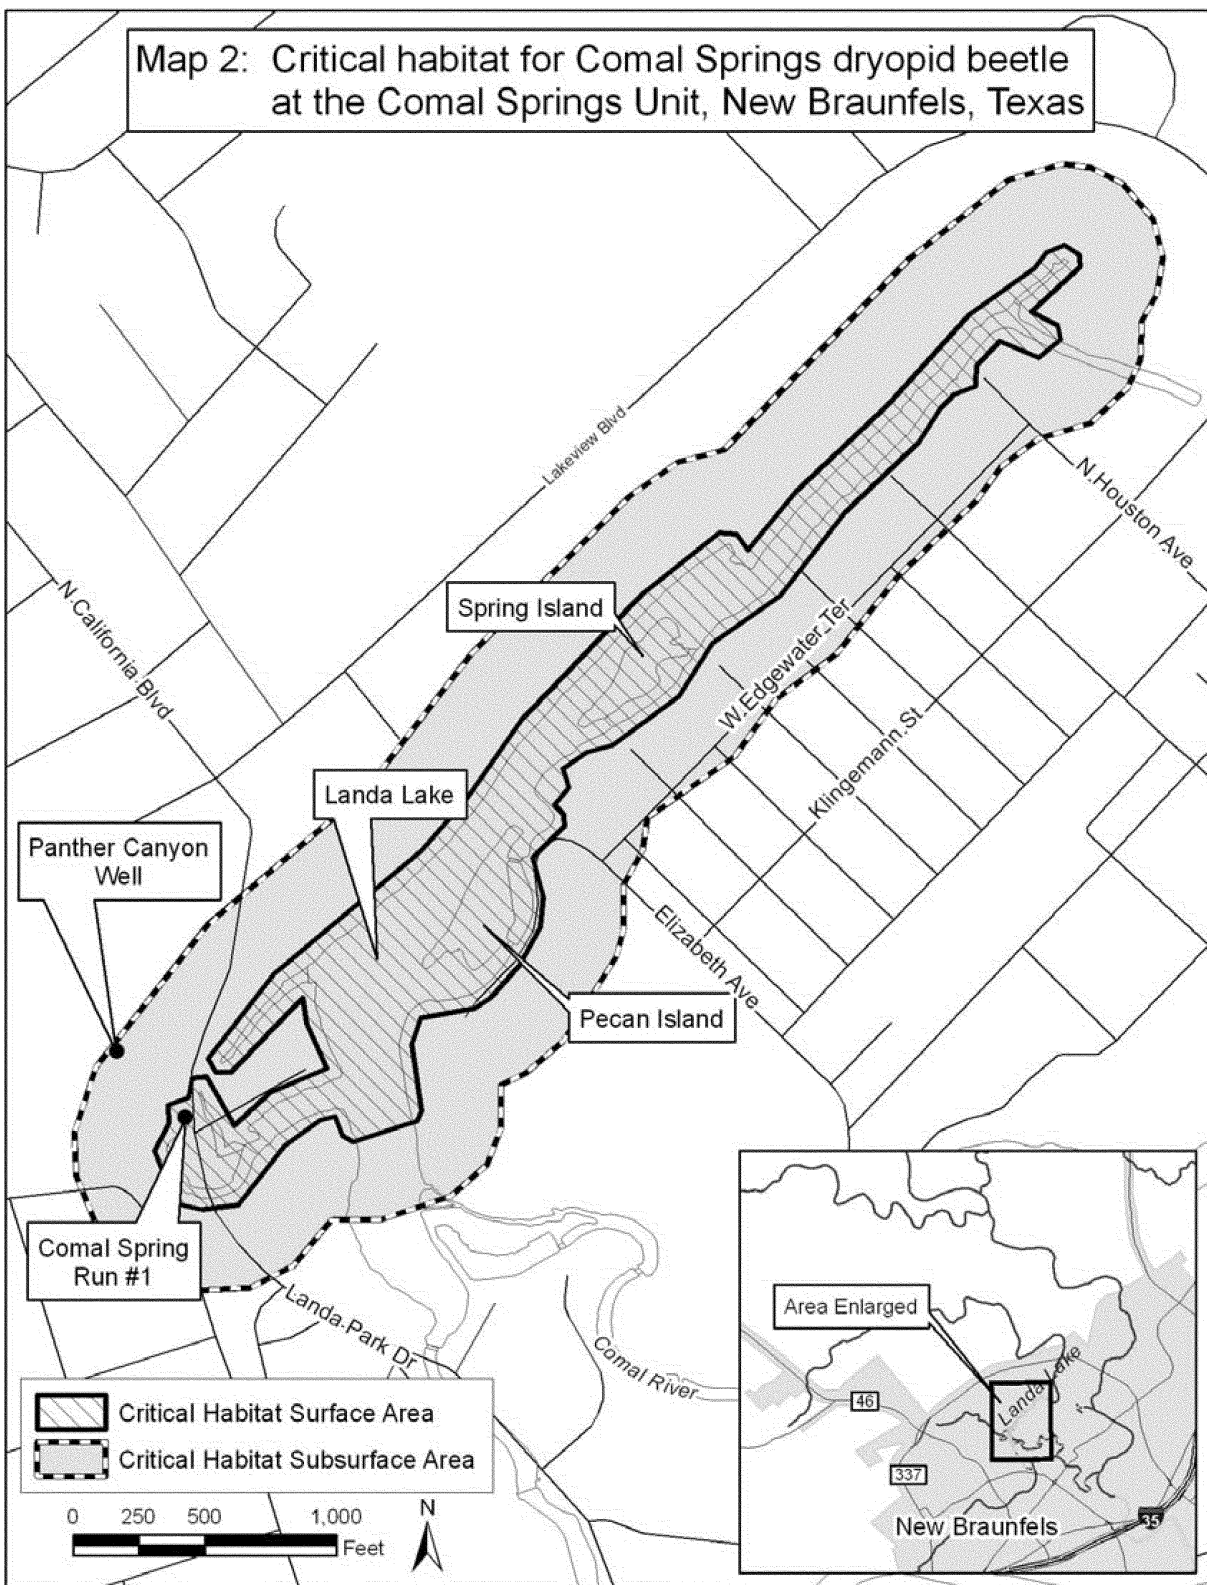 Map 2: Critical habitat for Comal Springs dryopid beetle
at the Comal Springs Unit, New Braunfels, Texas
Lakeview Blvd
N. Houston Ave
N. California Blvd
Spring Island
W. Edgewater Ter
Klingemann St
Landa Lake
Panther Canyon
Well
Elizabeth Ave
Pecan Island
Comal Spring
Run #1
Landa Park Dr
Comal River
Area Enlarged
Landa Lake
46
337
New Braunfels
35
Critical Habitat Surface Area
Critical Habitat Subsurface Area
0 250 500 1,000
Feet
N